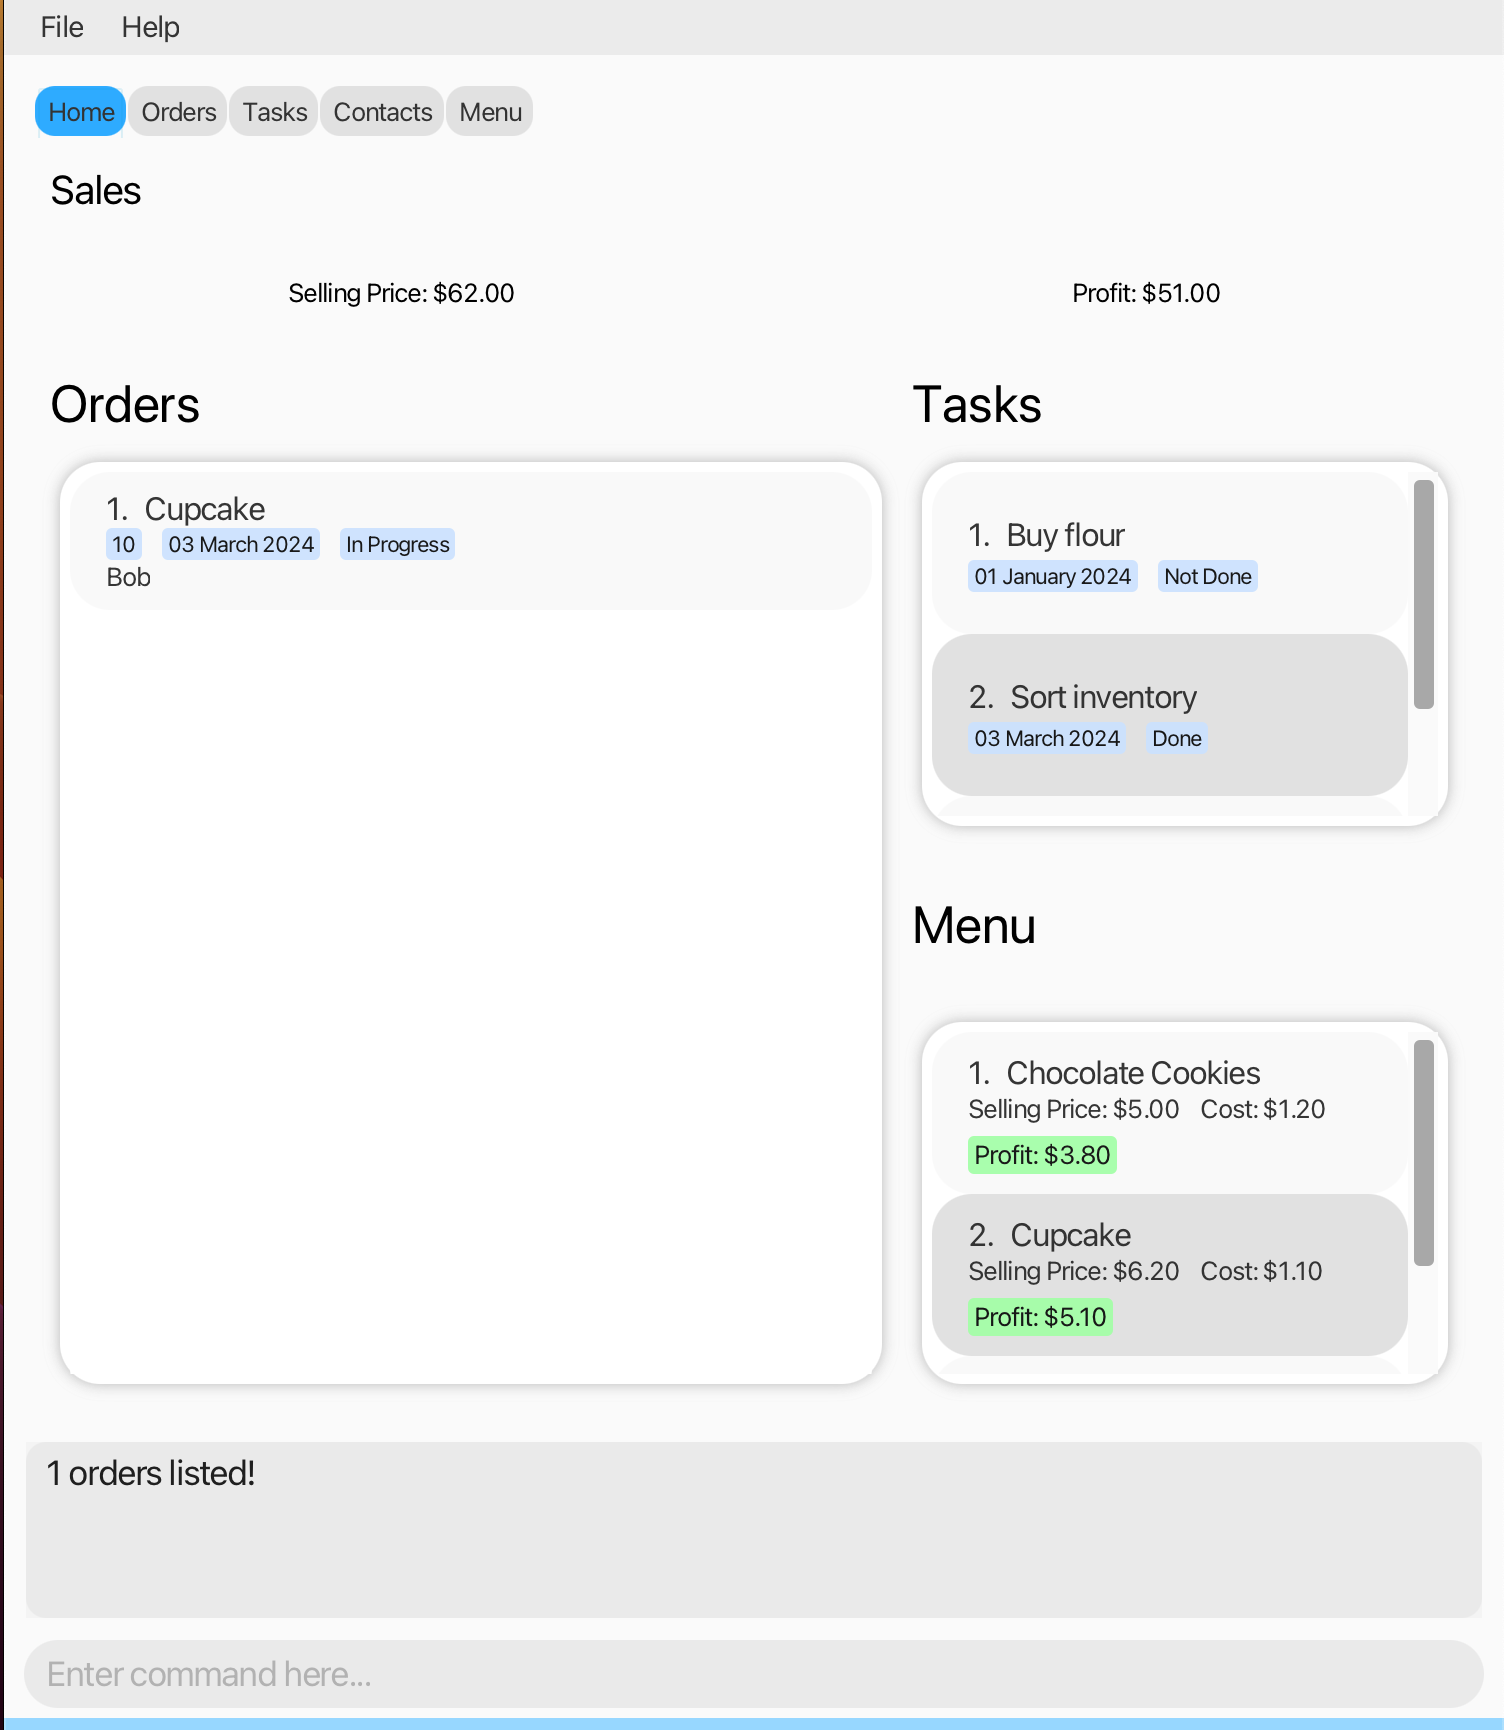 File Help
Home Orders Tasks Contacts Menu
Sales
Selling Price: $62.00 Profit: $51.00
Orders
1. Cupcake
10 03 March 2024 In Progress
Bob
Tasks
1. Buy flour
01 January 2024 Not Done
2. Sort inventory
03 March 2024 Done
Menu
1. Chocolate Cookies
Selling Price: $5.00 Cost: $1.20
Profit: $3.80
2. Cupcake
Selling Price: $6.20 Cost: $1.10
Profit: $5.10
1 orders listed!
Enter command here...